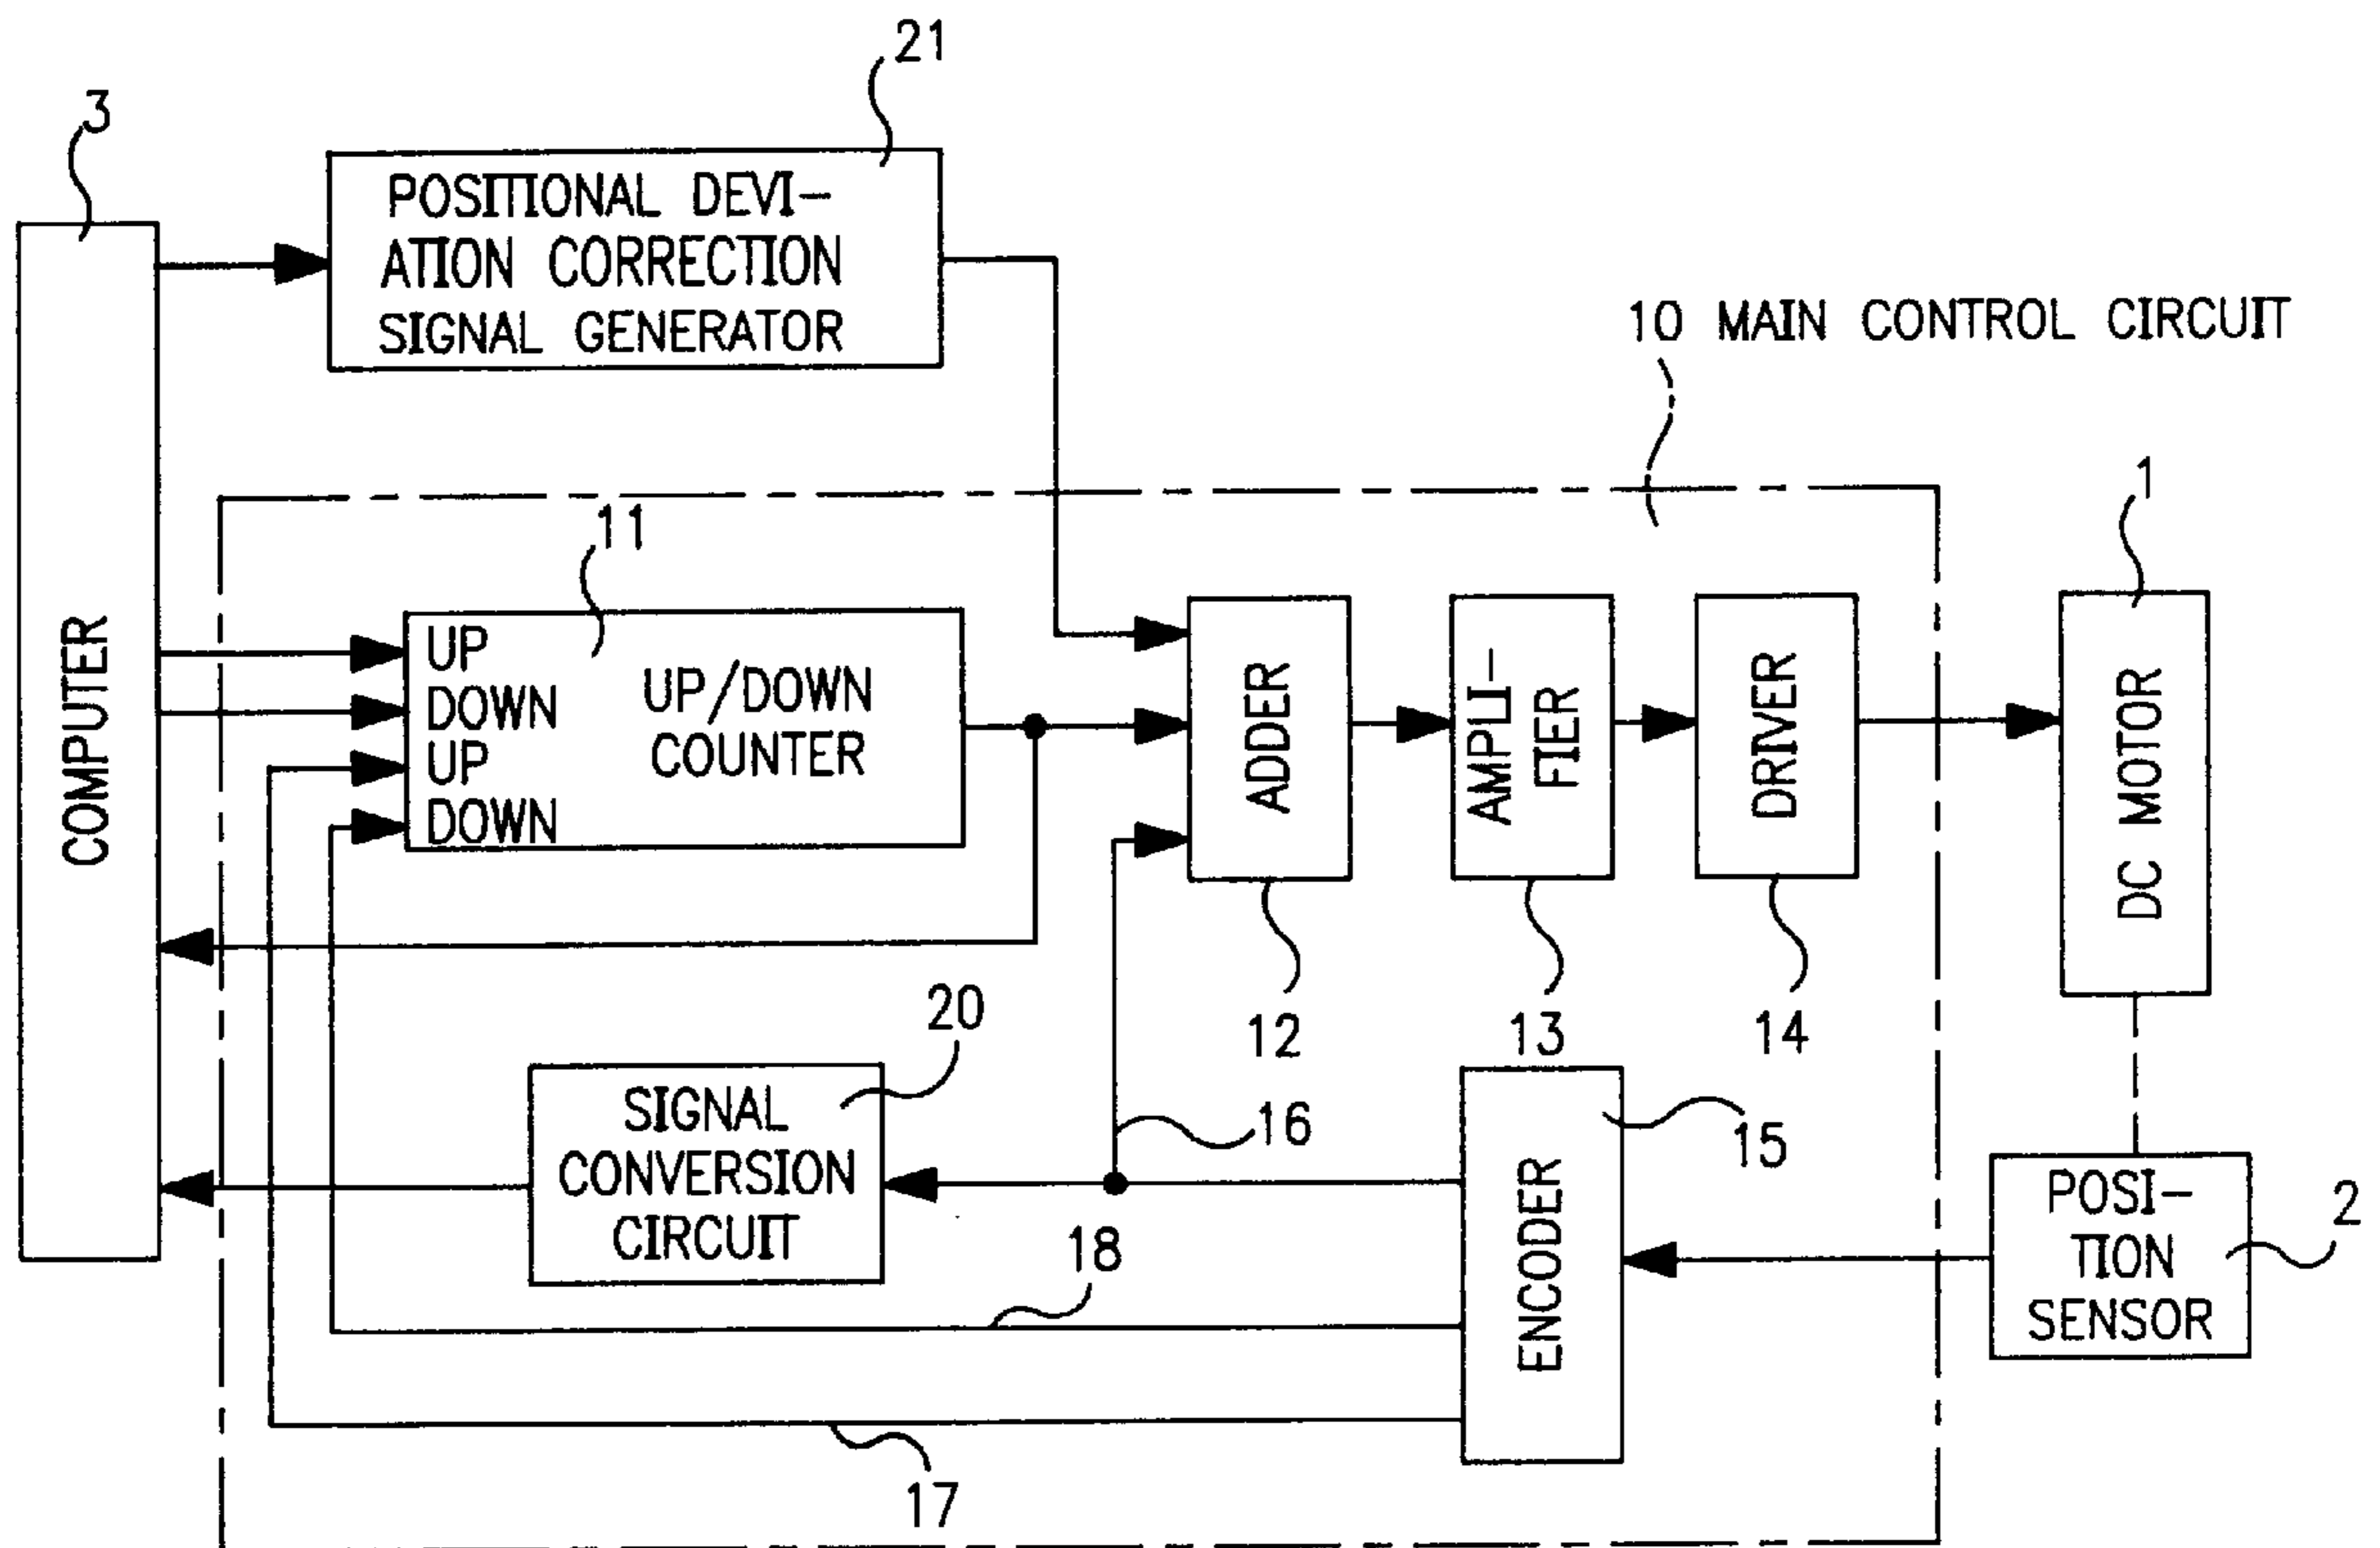 21
3
POSITIONAL DEVI-
ATION CORRECTION
SIGNAL GENERATOR
10 MAIN CONTROL CIRCUIT
1
11
COMPUTER
UP
DOWN
UP
DOWN
UP/DOWN
COUNTER
ADDER
AMPLI-
FIER
DRIVER
DC MOTOR
12
13
14
20
SIGNAL
CONVERSION
CIRCUIT
16
15
ENCODER
POSI-
TION
SENSOR
2
18
17